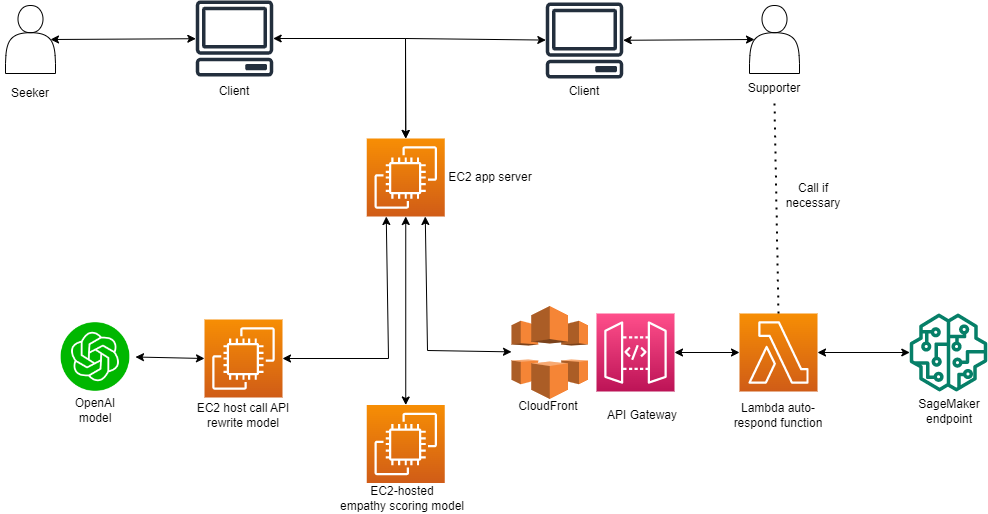 Seeker
Client
Client
Supporter
EC2 app server
Call if
necessary
OpenAI
model
EC2 host call API
rewrite model
CloudFront
API Gateway
Lambda auto-
respond function
SageMaker
endpoint
EC2-hosted
empathy scoring model